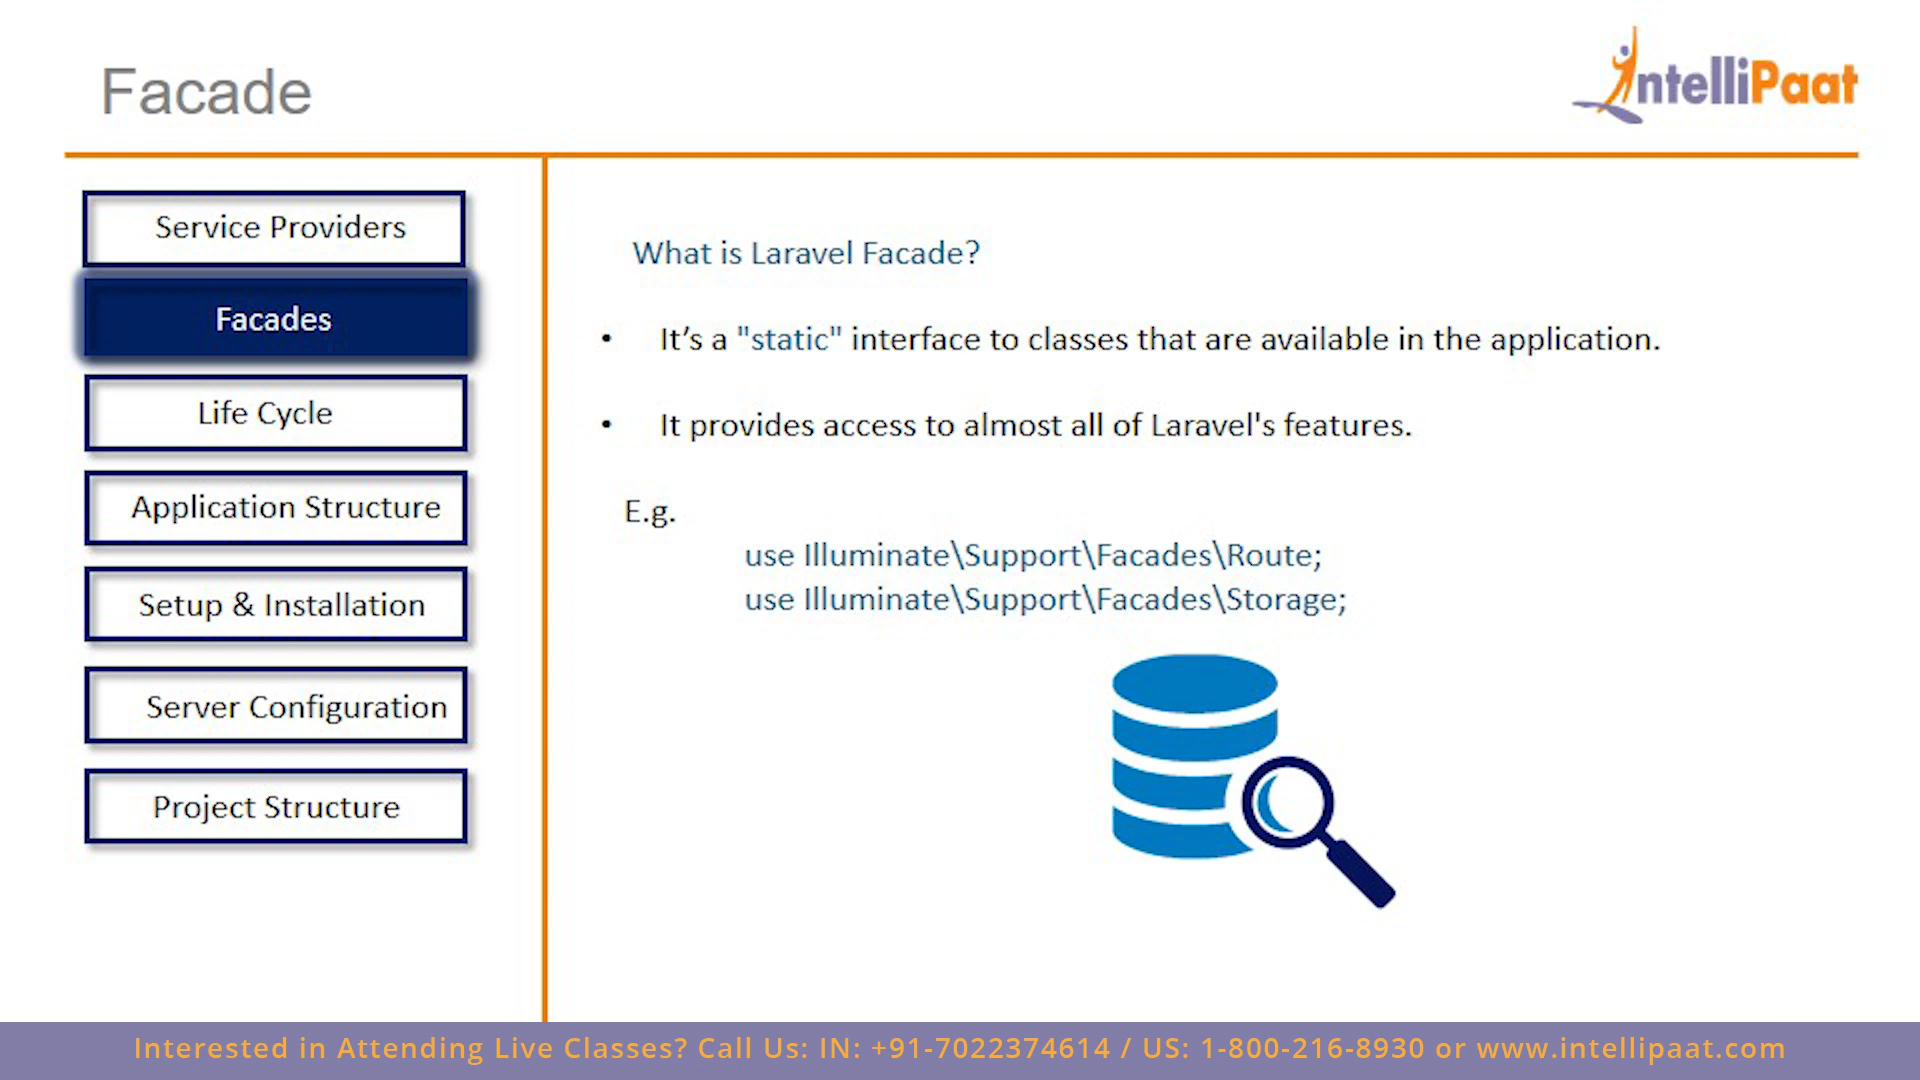 Facade
IntelliPaat
Service Providers
Facades
Life Cycle
Application Structure
Setup & Installation
Server Configuration
Project Structure
What is Laravel Facade?
• It’s a "static" interface to classes that are available in the application.
• It provides access to almost all of Laravel's features.
E.g.
use Illuminate\Support\Facades\Route;
use Illuminate\Support\Facades\Storage;
Interested in Attending Live Classes? Call Us: IN: +91-7022374614 / US: 1-800-216-8930 or www.intellipaat.com